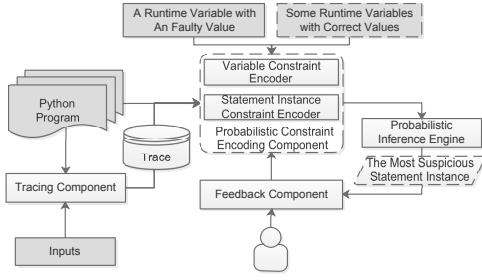 A Runtime Variable with
An Faulty Value
Some Runtime Variables
with Correct Values
Variable Constraint
Encoder
Statement Instance
Constraint Encoder
Probabilistic Constraint
Encoding Component
Python
Program
Trace
Probabilistic
Inference Engine
The Most Suspicious
Statement Instance
Tracing Component
Feedback Component
Inputs